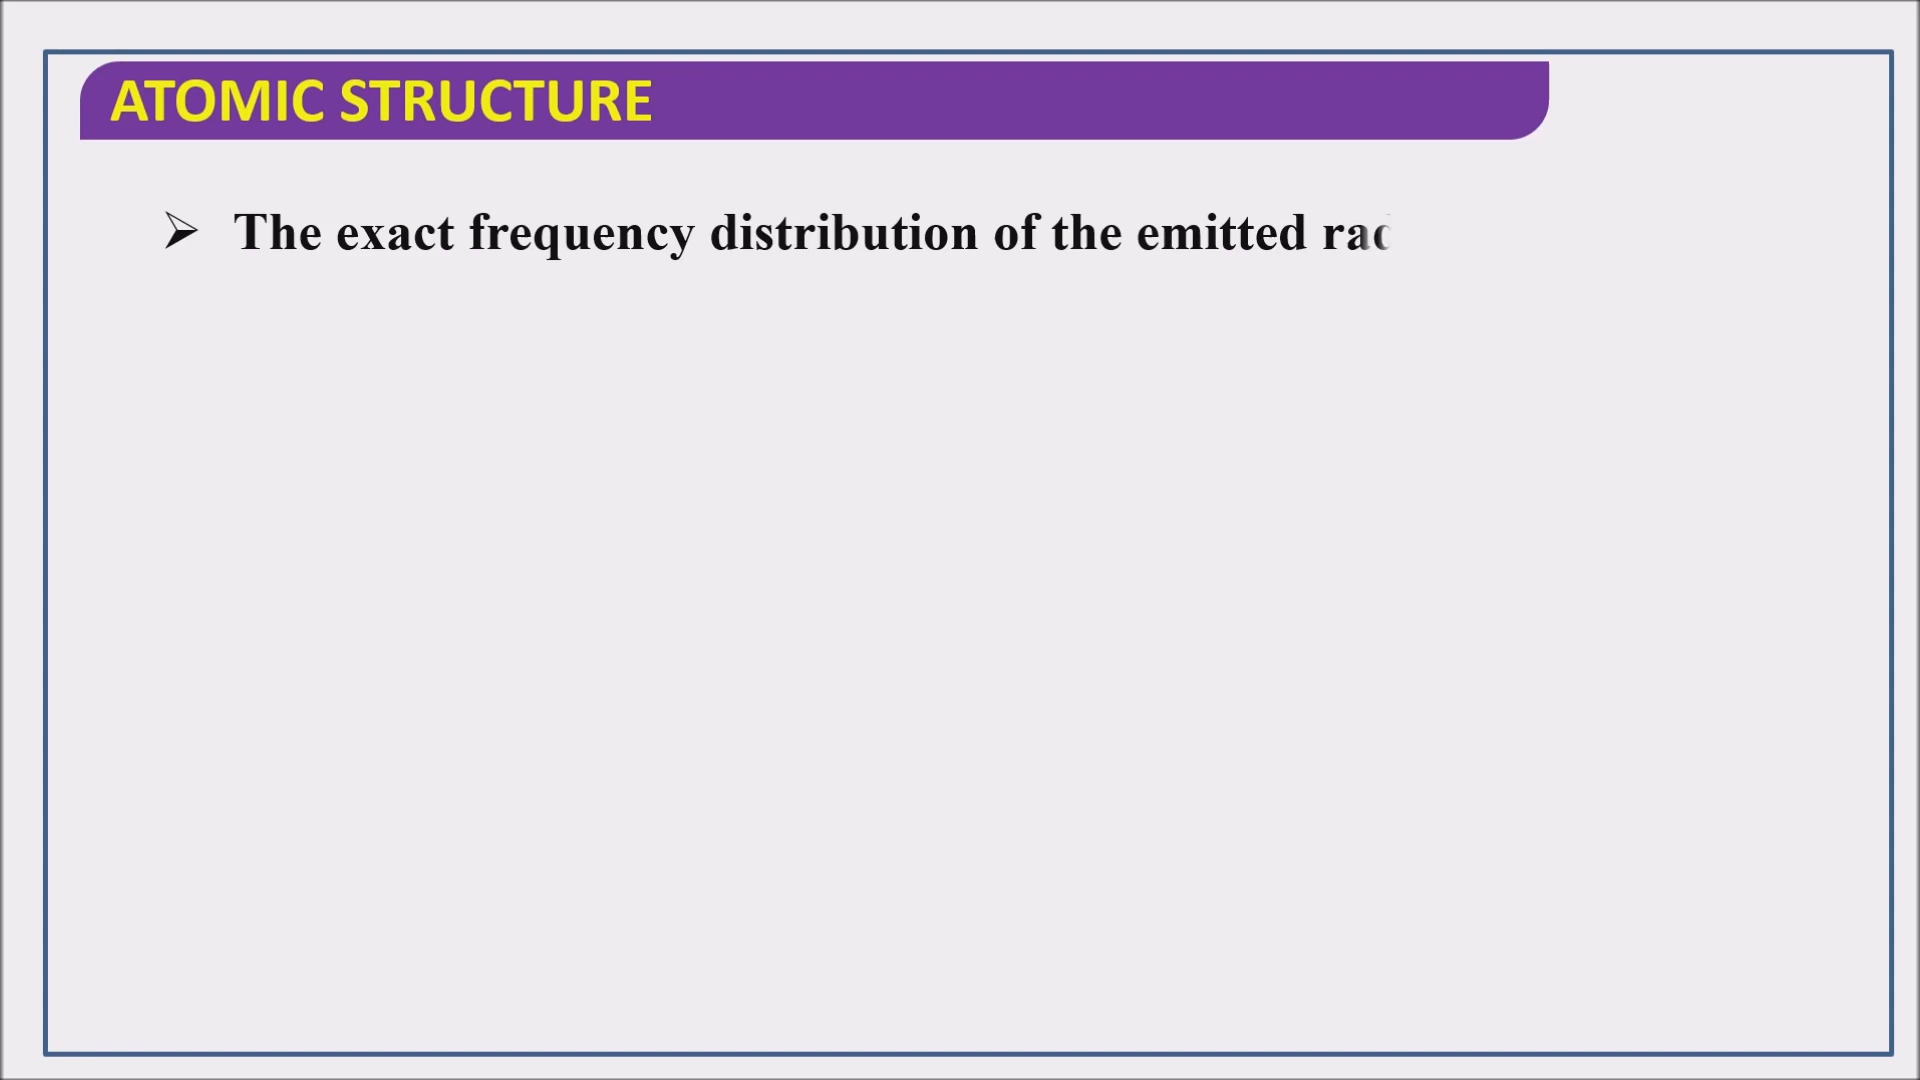 ATOMIC STRUCTURE
➢ The exact frequency distribution of the emitted